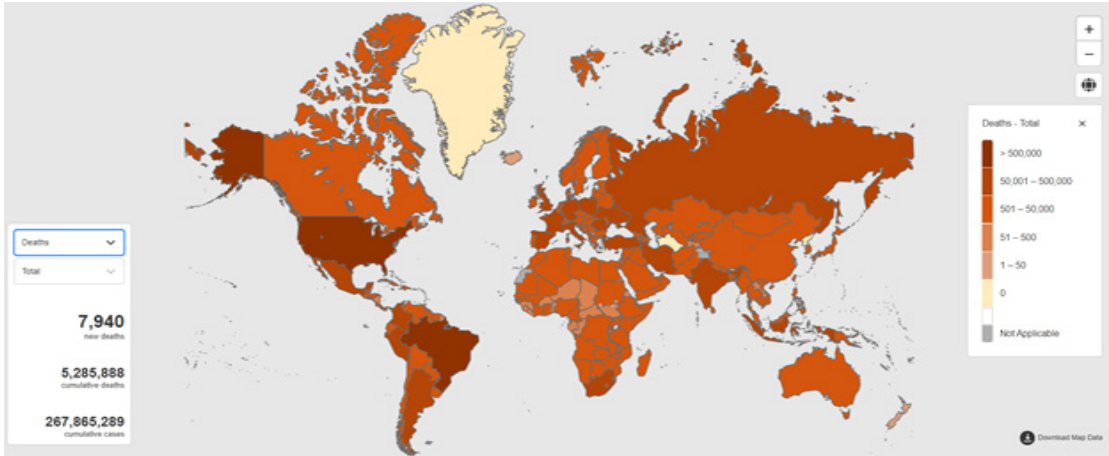 +
−
Deaths - Total ×
> 500,000
50,001 – 500,000
501 – 50,000
51 – 500
1 – 50
0
Not Applicable
Deaths
Total
7,940
new deaths
5,285,888
cumulative deaths
267,865,289
cumulative cases
Download Map Data